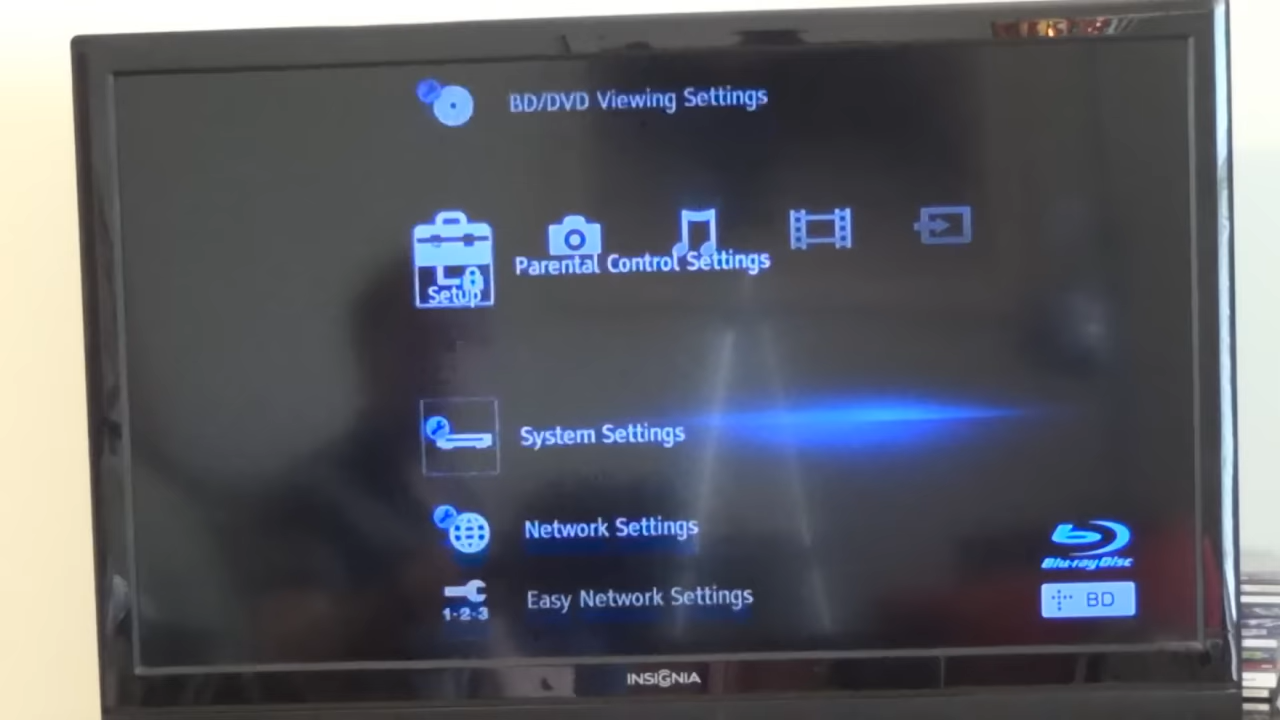 BD/DVD Viewing Settings
Parental Control Settings
Setup
System Settings
Network Settings
1-2-3
Easy Network Settings
Blu-ray Disc
BD
INSIGNIA